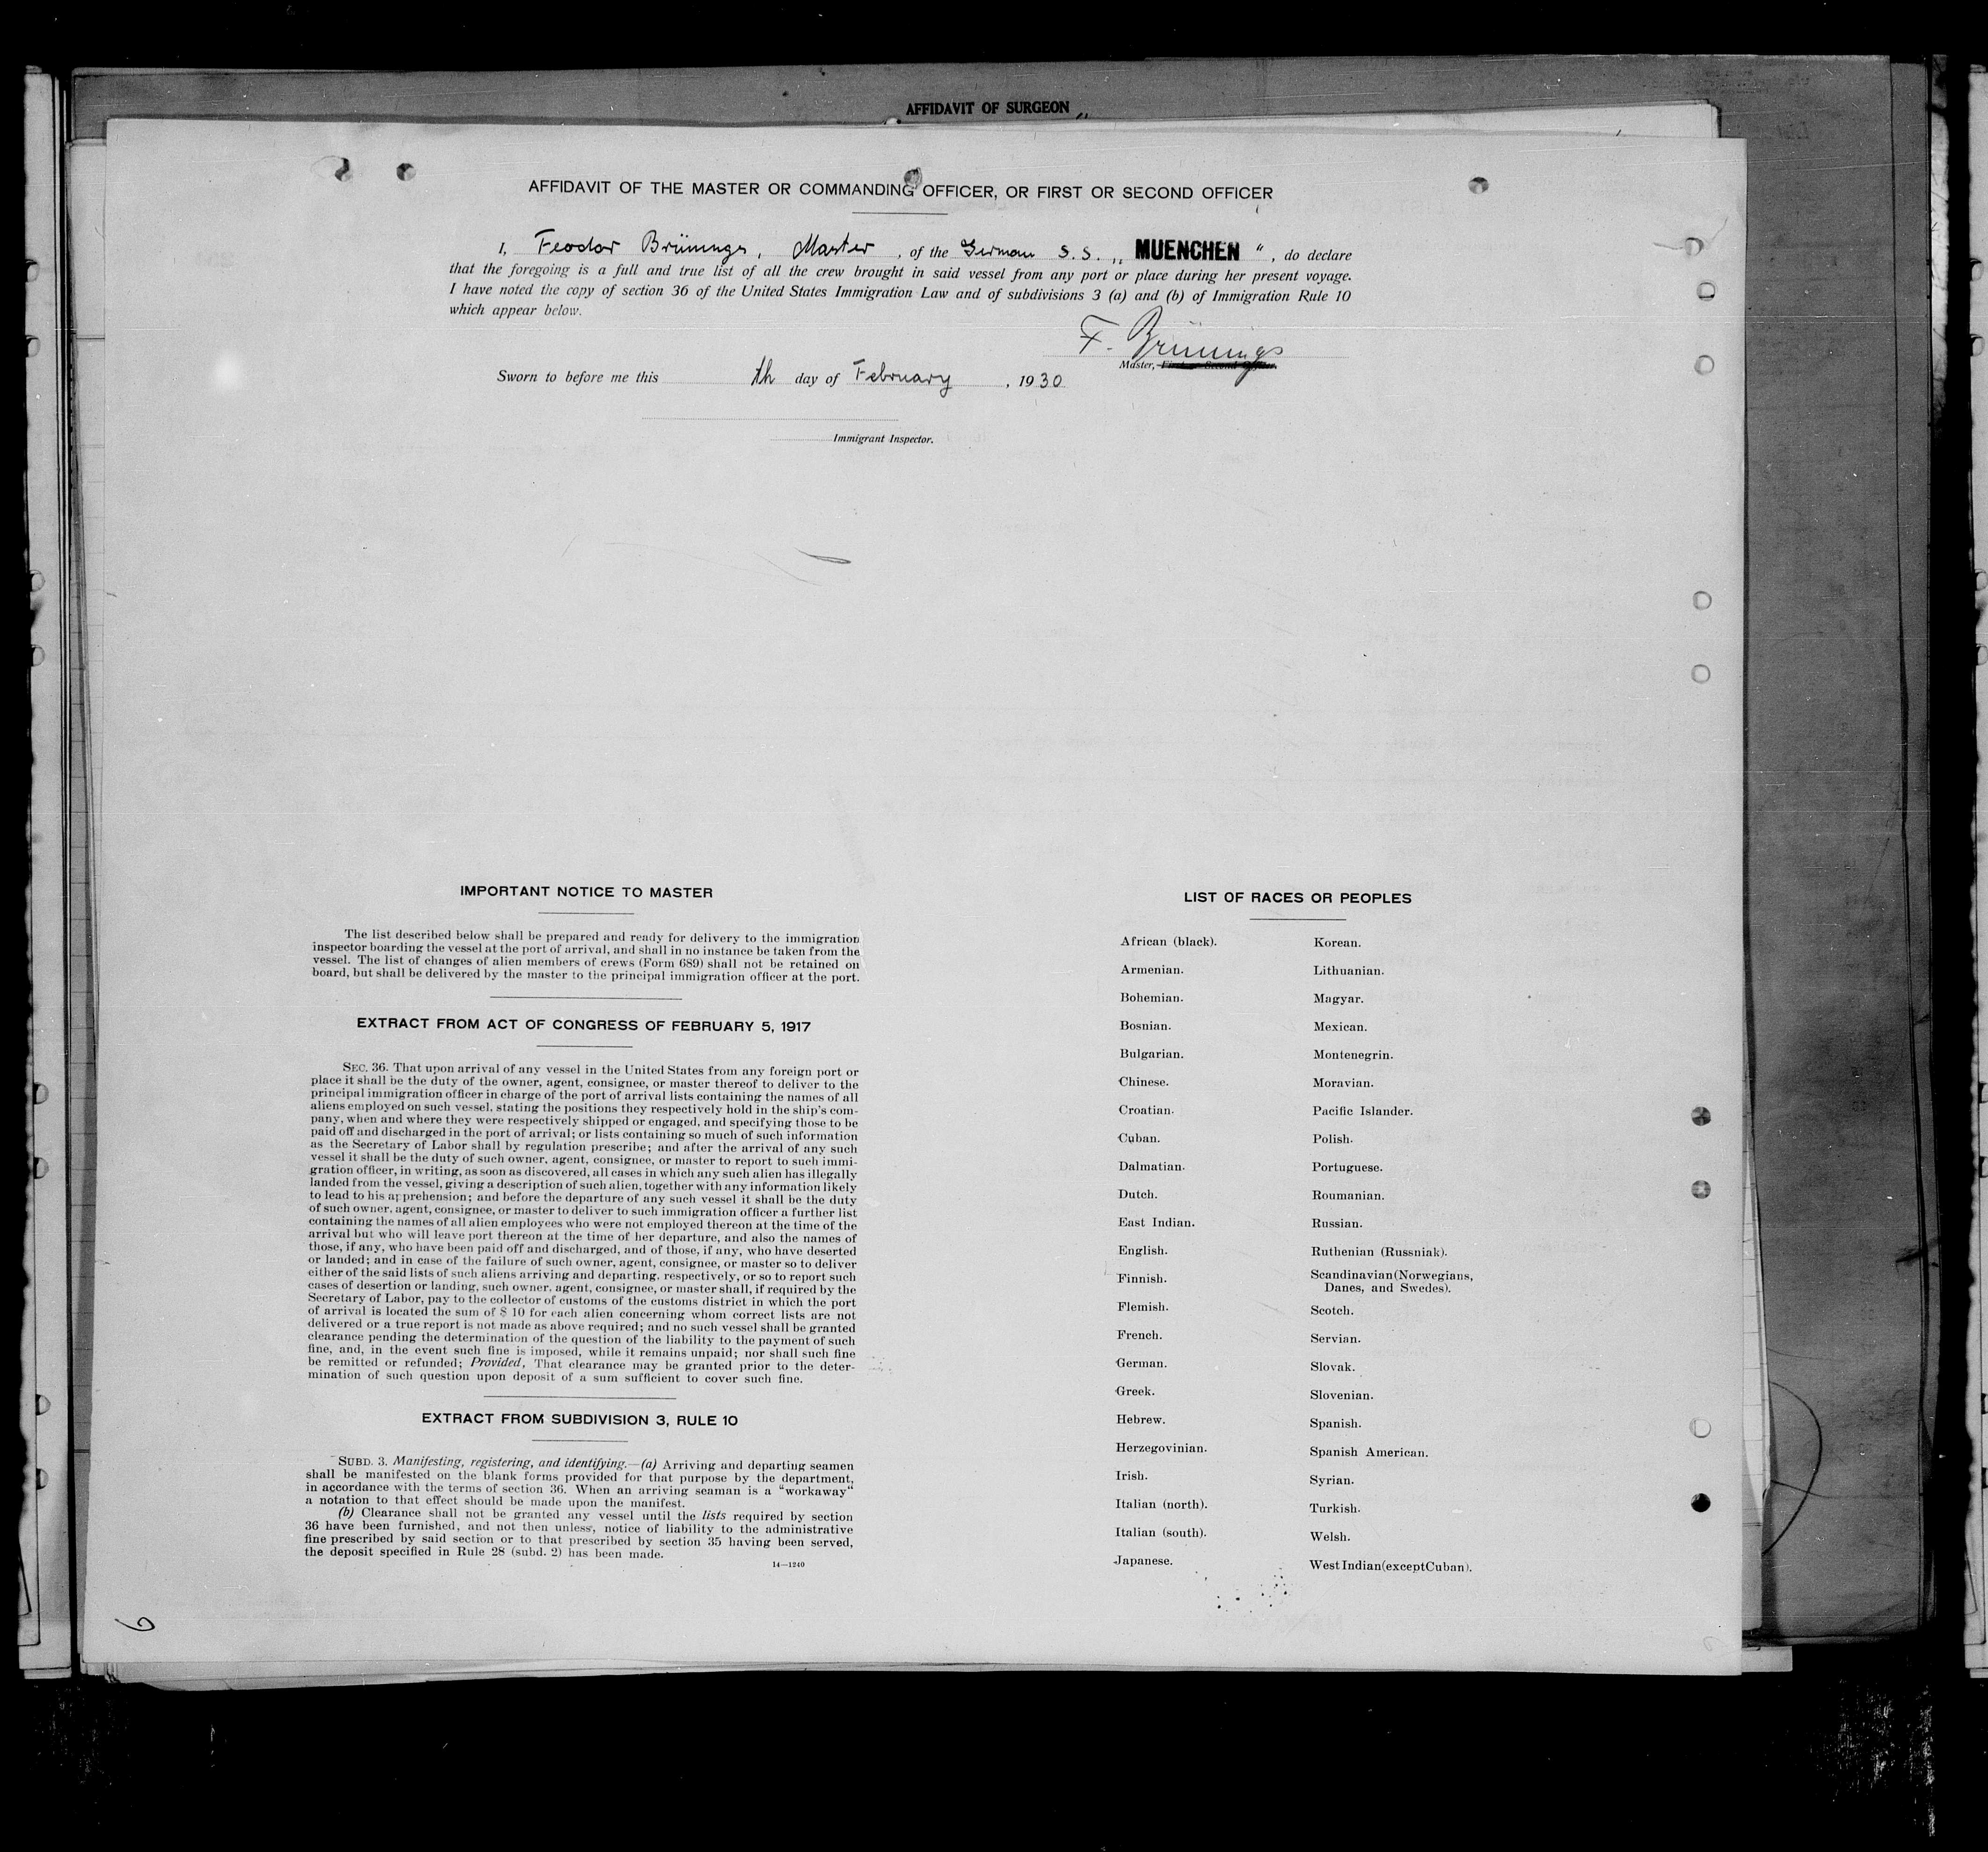 AFFIDAVIT OF SURGEON
AFFIDAVIT OF THE MASTER OR COMMANDING OFFICER, OR FIRST OR SECOND OFFICER
I, Feodor Brünings, Master, of the German S.S. „ MUENCHEN “, do declare
that the foregoing is a full and true list of all the crew brought in said vessel from any port or place during her present voyage.
I have noted the copy of section 36 of the United States Immigration Law and of subdivisions 3 (a) and (b) of Immigration Rule 10
which appear below.
F. Brünings
Master, First or Second Officer.
Sworn to before me this th day of February, 1930
Immigrant Inspector.
IMPORTANT NOTICE TO MASTER
The list described below shall be prepared and ready for delivery to the immigration
inspector boarding the vessel at the port of arrival, and shall in no instance be taken from the
vessel. The list of changes of alien members of crews (Form 689) shall not be retained on
board, but shall be delivered by the master to the principal immigration officer at the port.
EXTRACT FROM ACT OF CONGRESS OF FEBRUARY 5, 1917
SEC. 36. That upon arrival of any vessel in the United States from any foreign port or
place it shall be the duty of the owner, agent, consignee, or master thereof to deliver to the
principal immigration officer in charge of the port of arrival lists containing the names of all
aliens employed on such vessel, stating the positions they respectively hold in the ship's com-
pany, when and where they were respectively shipped or engaged, and specifying those to be
paid off and discharged in the port of arrival; or lists containing so much of such information
as the Secretary of Labor shall by regulation prescribe; and after the arrival of any such
vessel it shall be the duty of such owner, agent, consignee, or master to report to such immi-
gration officer, in writing, as soon as discovered, all cases in which any such alien has illegally
landed from the vessel, giving a description of such alien, together with any information likely
to lead to his apprehension; and before the departure of any such vessel it shall be the duty
of such owner, agent, consignee, or master to deliver to such immigration officer a further list
containing the names of all alien employees who were not employed thereon at the time of the
arrival but who will leave port thereon at the time of her departure, and also the names of
those, if any, who have been paid off and discharged, and of those, if any, who have deserted
or landed; and in case of the failure of such owner, agent, consignee, or master so to deliver
either of the said lists of such aliens arriving and departing, respectively, or so to report such
cases of desertion or landing, such owner, agent, consignee, or master shall, if required by the
Secretary of Labor, pay to the collector of customs of the customs district in which the port
of arrival is located the sum of $ 10 for each alien concerning whom correct lists are not
delivered or a true report is not made as above required; and no such vessel shall be granted
clearance pending the determination of the question of the liability to the payment of such
fine, and, in the event such fine is imposed, while it remains unpaid; nor shall such fine
be remitted or refunded; Provided, That clearance may be granted prior to the deter-
mination of such question upon deposit of a sum sufficient to cover such fine.
EXTRACT FROM SUBDIVISION 3, RULE 10
SUBD. 3. Manifesting, registering, and identifying.—(a) Arriving and departing seamen
shall be manifested on the blank forms provided for that purpose by the department,
in accordance with the terms of section 36. When an arriving seaman is a “workaway“
a notation to that effect should be made upon the manifest.
(b) Clearance shall not be granted any vessel until the lists required by section
36 have been furnished, and not then unless, notice of liability to the administrative
fine prescribed by said section or to that prescribed by section 35 having been served,
the deposit specified in Rule 28 (subd. 2) has been made.
14—1240
LIST OF RACES OR PEOPLES
African (black).
Armenian.
Bohemian.
Bosnian.
Bulgarian.
Chinese.
Croatian.
Cuban.
Dalmatian.
Dutch.
East Indian.
English.
Finnish.
Flemish.
French.
German.
Greek.
Hebrew.
Herzegovinian.
Irish.
Italian (north).
Italian (south).
Japanese.
Korean.
Lithuanian.
Magyar.
Mexican.
Montenegrin.
Moravian.
Pacific Islander.
Polish.
Portuguese.
Roumanian.
Russian.
Ruthenian (Russniak).
Scandinavian (Norwegians,
Danes, and Swedes).
Scotch.
Servian.
Slovak.
Slovenian.
Spanish.
Spanish American.
Syrian.
Turkish.
Welsh.
West Indian (except Cuban).